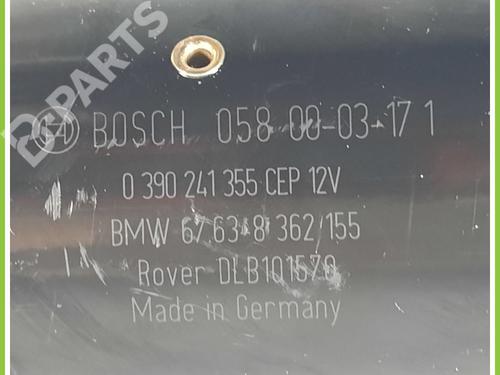 B-PARTS
BOSCH 058 00-03-17 1
0 390 241 355 CEP 12V
BMW 67 63-8 362 155
Rover DLB101570
Made in Germany